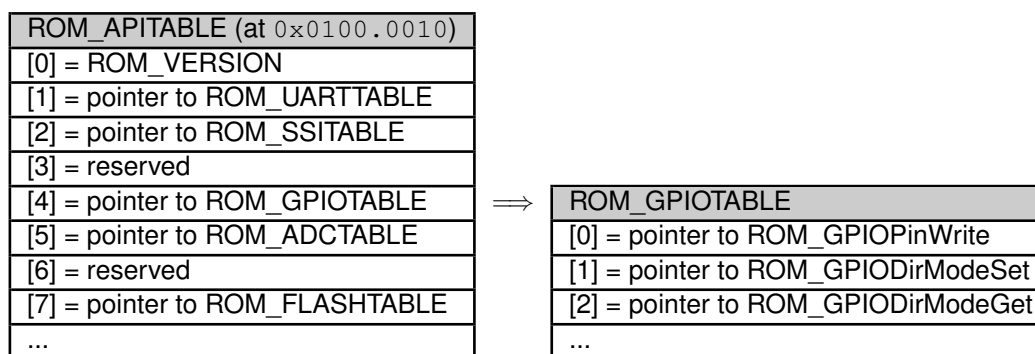 ROM_APITABLE (at 0x0100.0010)
[0] = ROM_VERSION
[1] = pointer to ROM_UARTTABLE
[2] = pointer to ROM_SSITABLE
[3] = reserved
[4] = pointer to ROM_GPIOTABLE
[5] = pointer to ROM_ADCTABLE
[6] = reserved
[7] = pointer to ROM_FLASHTABLE
...
⟹
ROM_GPIOTABLE
[0] = pointer to ROM_GPIOPinWrite
[1] = pointer to ROM_GPIODirModeSet
[2] = pointer to ROM_GPIODirModeGet
...